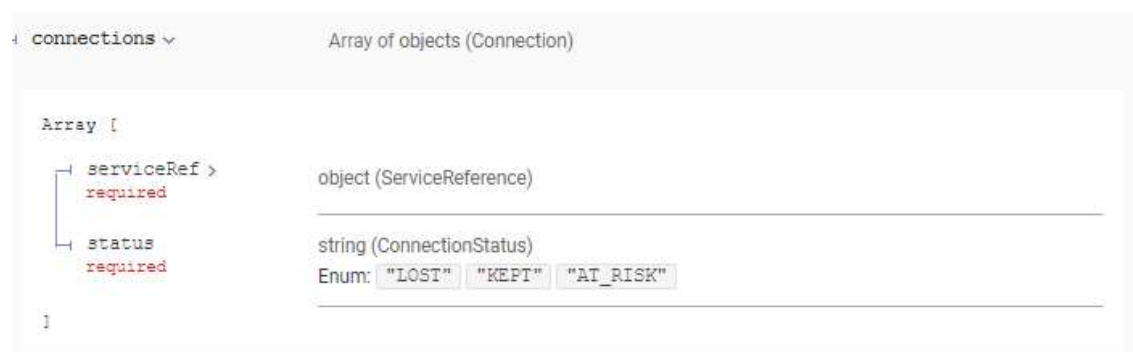 connections Array of objects (Connection)
Array [
serviceRef > object (ServiceReference)
required
status string (ConnectionStatus)
required Enum: "LOST" "KEPT" "AT_RISK"
]